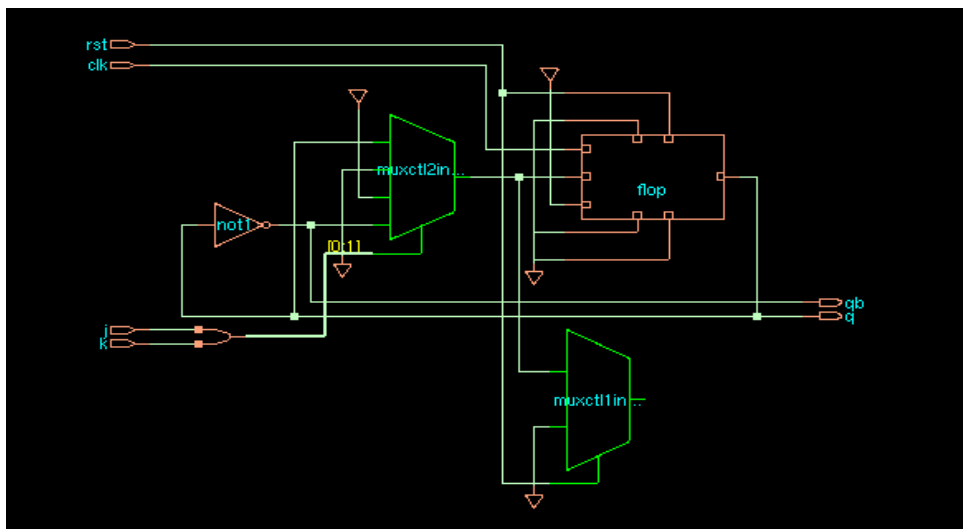 rst
clk
muxctl2in...
flop
not1
[0:1]
qb
q
j
k
muxctl1in...